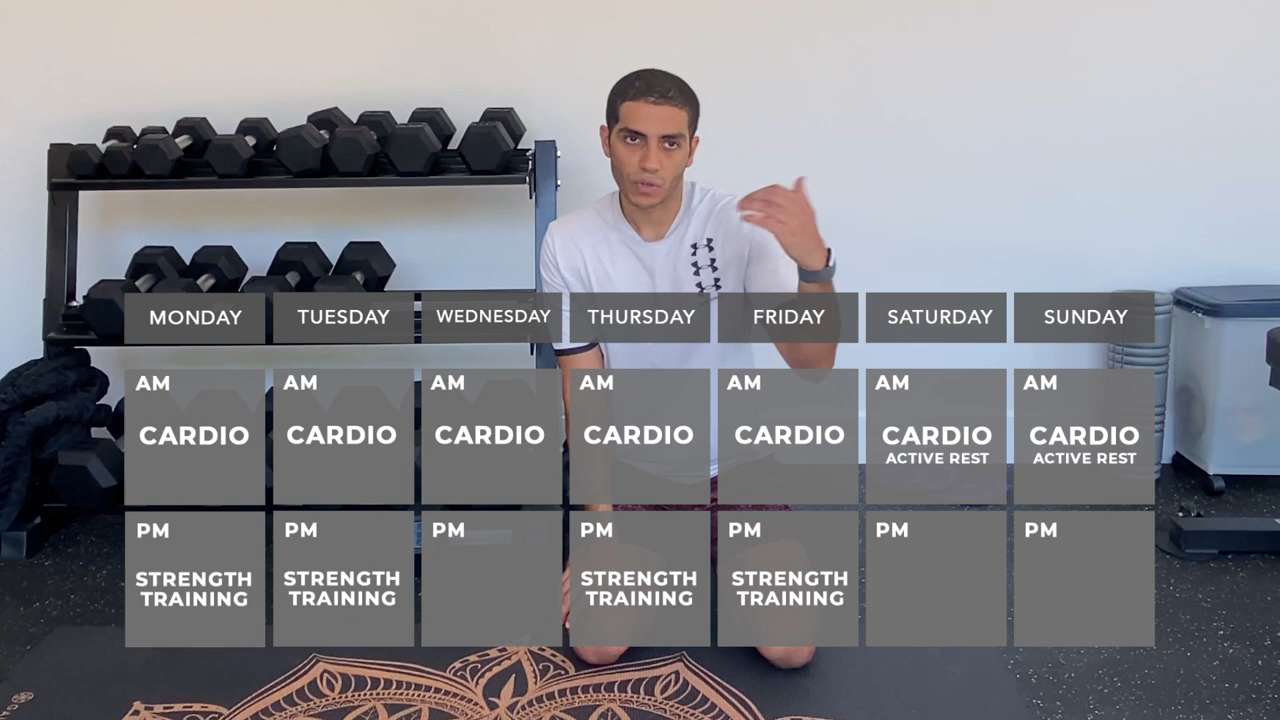 MONDAY TUESDAY WEDNESDAY THURSDAY FRIDAY SATURDAY SUNDAY
AM AM AM AM AM AM AM
CARDIO CARDIO CARDIO CARDIO CARDIO CARDIO CARDIO
ACTIVE REST ACTIVE REST
PM PM PM PM PM PM PM
STRENGTH STRENGTH STRENGTH STRENGTH
TRAINING TRAINING TRAINING TRAINING